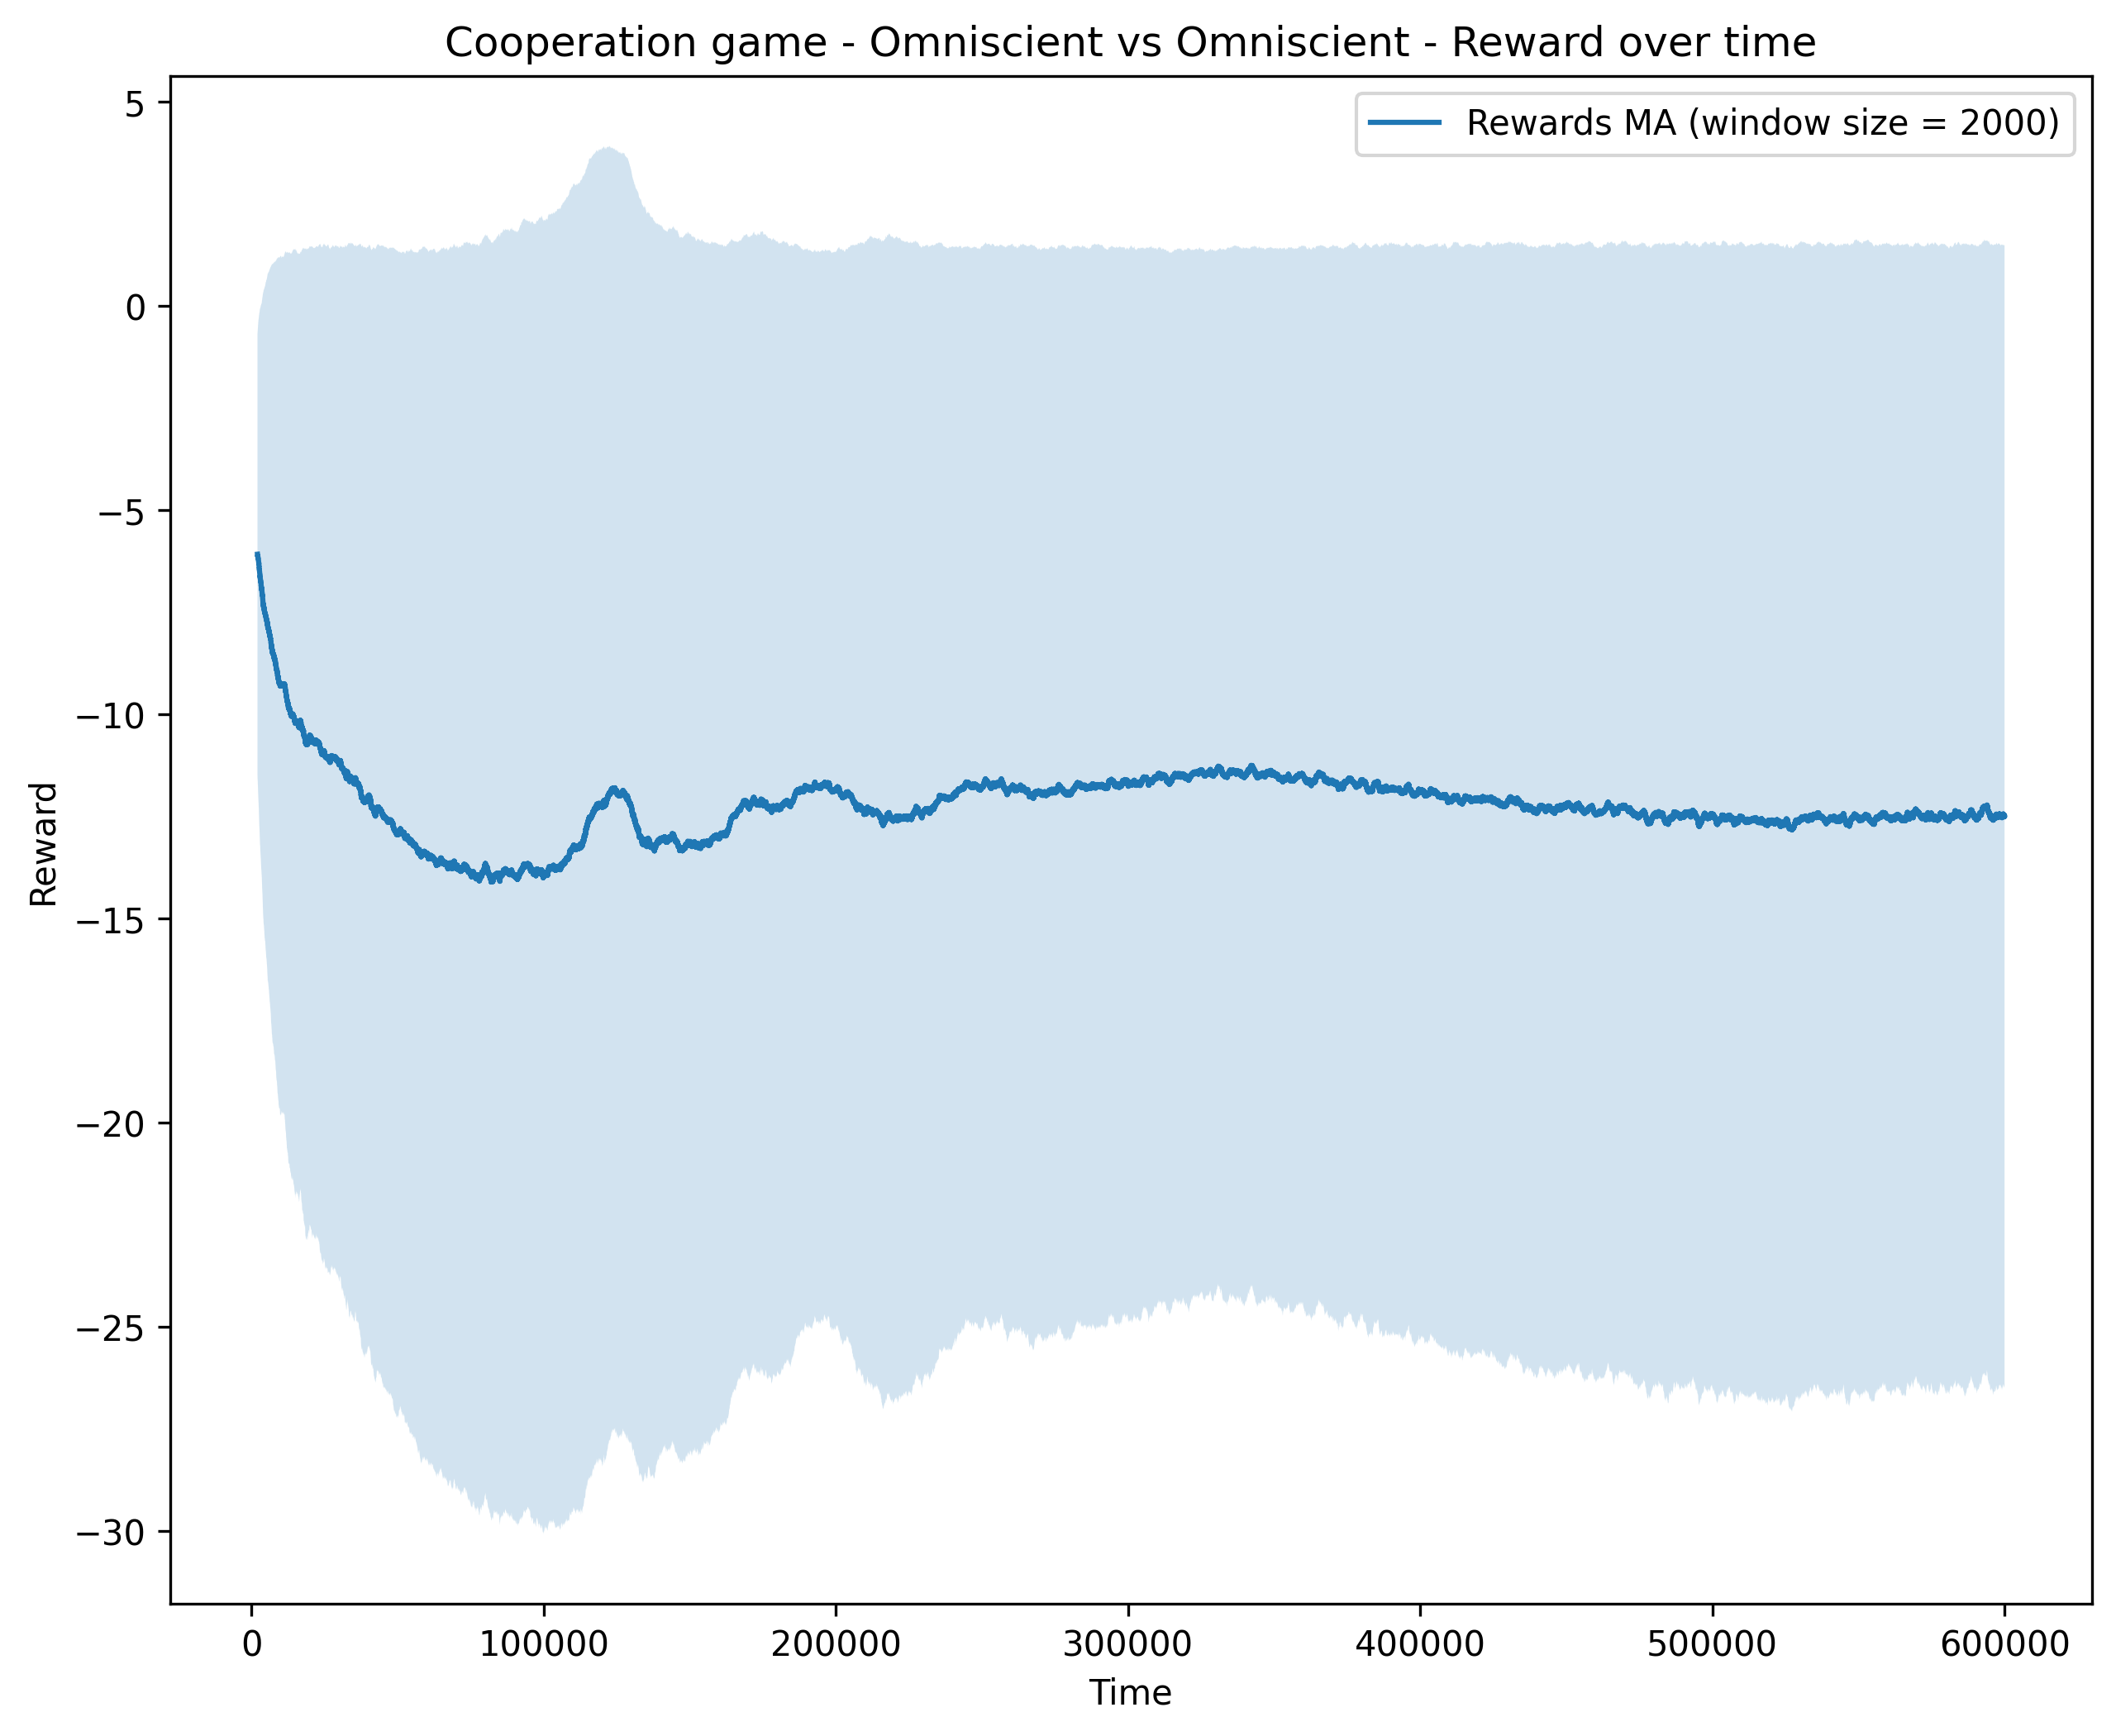 Cooperation game - Omniscient vs Omniscient - Reward over time
Rewards MA (window size = 2000)
5
0
−5
−10
−15
−20
−25
−30
Reward
0 100000 200000 300000 400000 500000 600000
Time